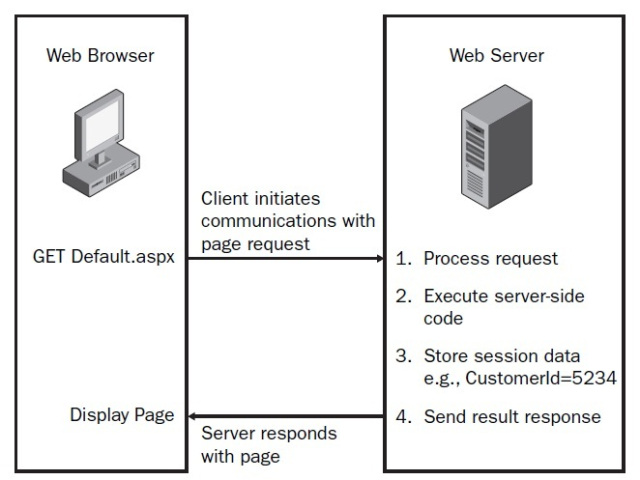 Web Browser
Web Server
Client initiates
communications with
page request
GET Default.aspx
1. Process request
2. Execute server-side
code
3. Store session data
e.g., CustomerId=5234
Display Page
4. Send result response
Server responds
with page